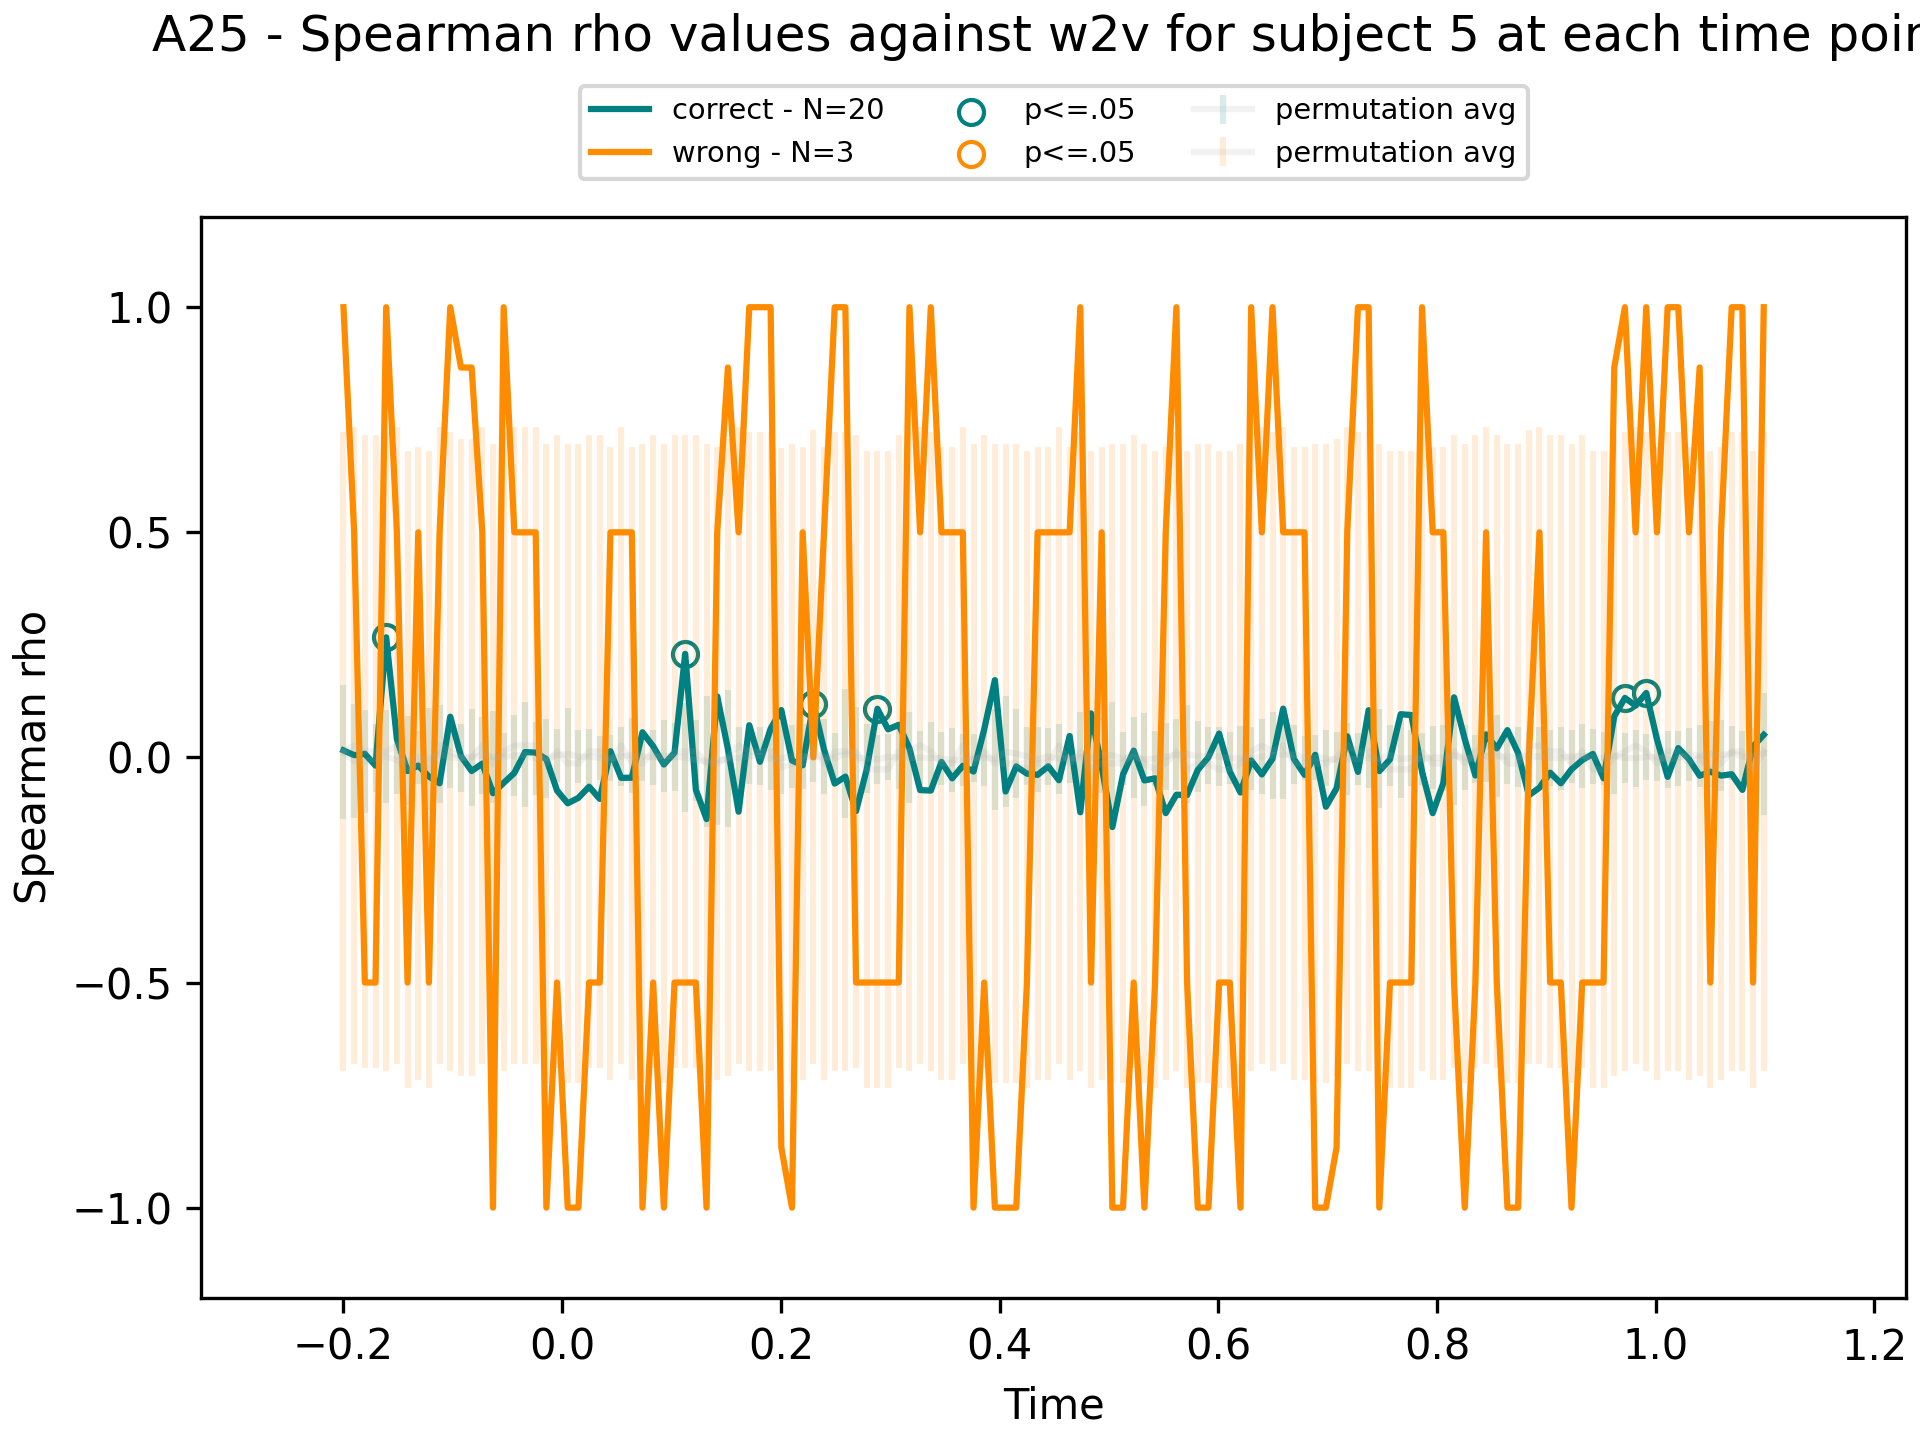 A25 - Spearman rho values against w2v for subject 5 at each time poin
correct - N=20
wrong - N=3
p<=.05
p<=.05
permutation avg
permutation avg
1.0
0.5
0.0
−0.5
−1.0
Spearman rho
−0.2 0.0 0.2 0.4 0.6 0.8 1.0 1.2
Time